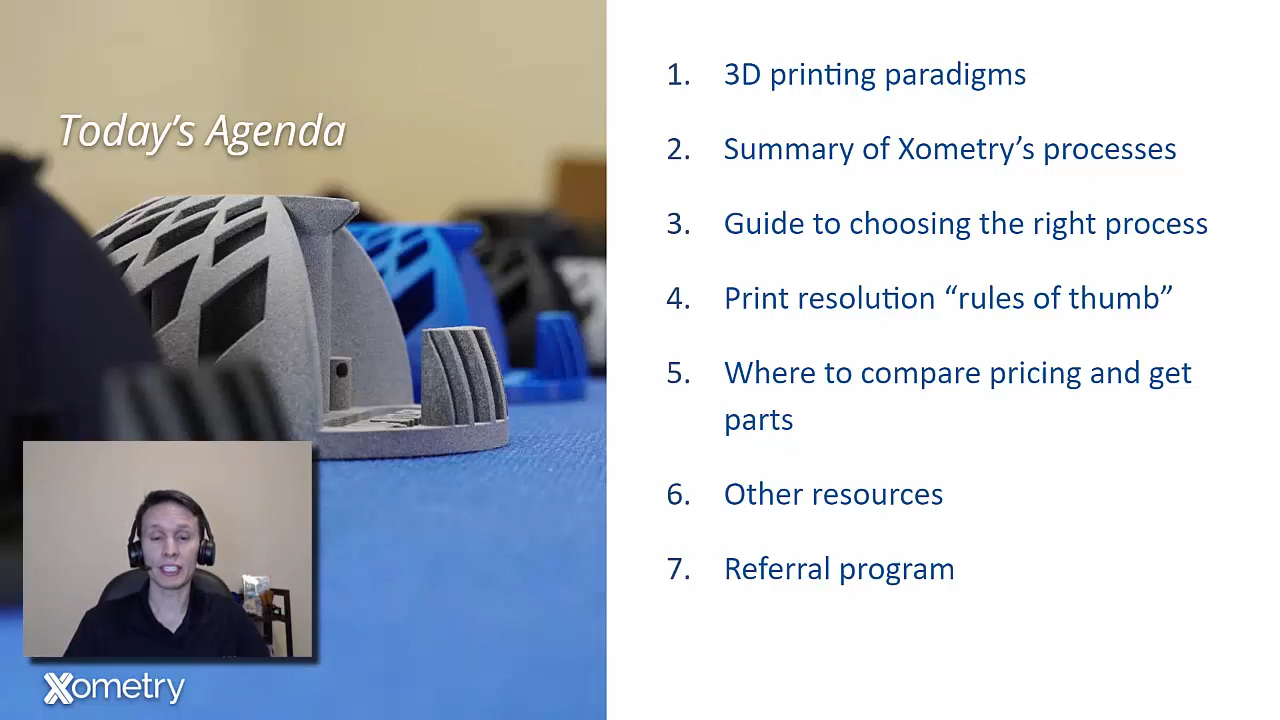 Today's Agenda
1. 3D printing paradigms
2. Summary of Xometry’s processes
3. Guide to choosing the right process
4. Print resolution “rules of thumb”
5. Where to compare pricing and get
parts
6. Other resources
7. Referral program
Xometry